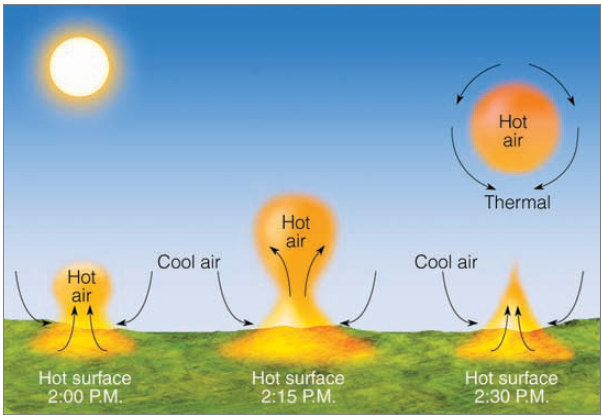 Hot
air
Thermal
Hot
air
Cool air
Cool air
Hot
air
Hot surface
2:00 P.M.
Hot surface
2:15 P.M.
Hot surface
2:30 P.M.